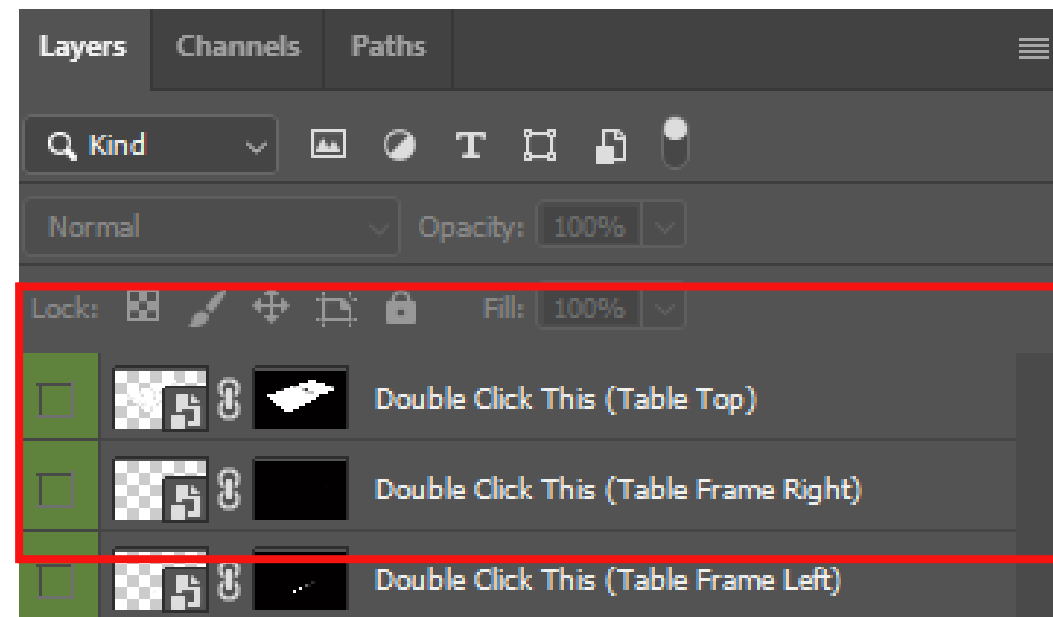 Layers Channels Paths
Kind
Normal Opacity: 100%
Lock: Fill: 100%
Double Click This (Table Top)
Double Click This (Table Frame Right)
Double Click This (Table Frame Left)